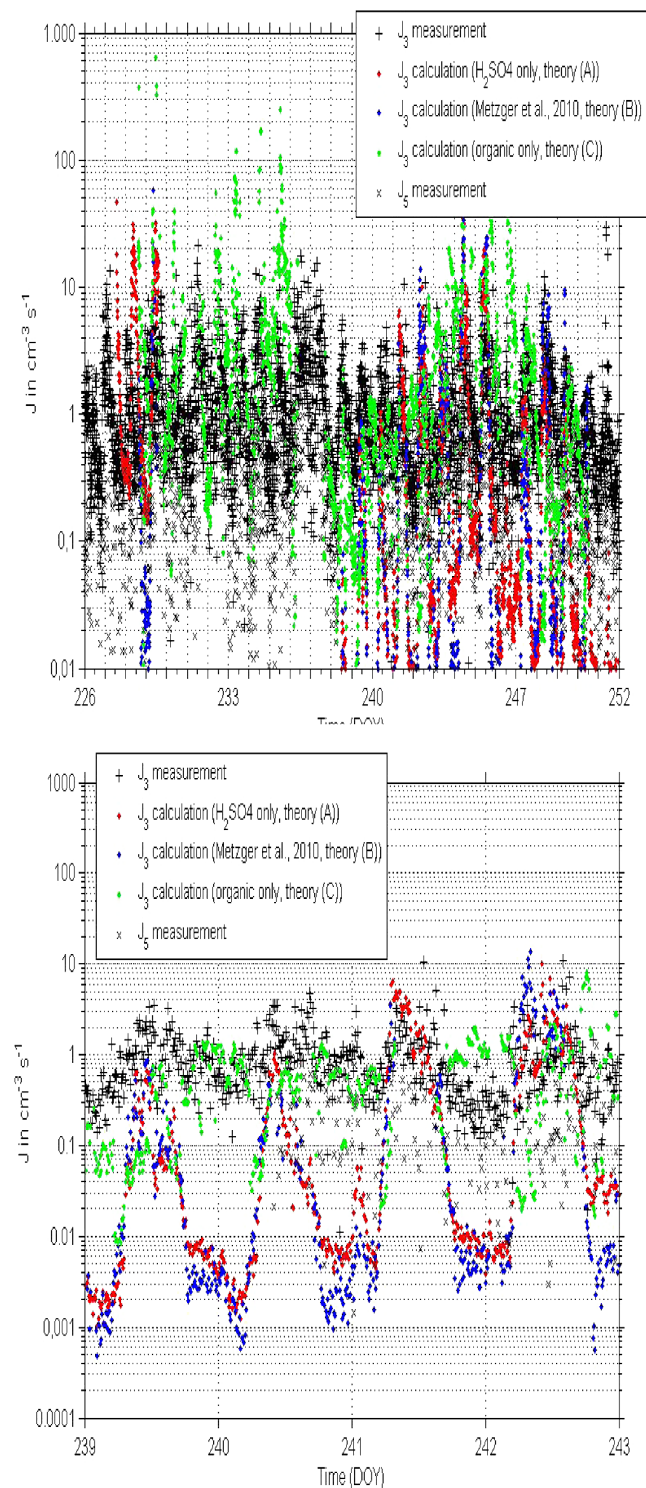 J₃ measurement
J₃ calculation (H₂SO4 only, theory (A))
J₃ calculation (Metzger et al., 2010, theory (B))
J₃ calculation (organic only, theory (C))
J₅ measurement
1.000
100
10
1
0,1
0,01
J in cm⁻³ s⁻¹
226
233
240
247
252
Time (DOY)
J₃ measurement
J₃ calculation (H₂SO4 only, theory (A))
J₃ calculation (Metzger et al., 2010, theory (B))
J₃ calculation (organic only, theory (C))
J₅ measurement
1000
100
10
1
0.1
0.01
0.001
0.0001
J in cm⁻³ s⁻¹
239
240
241
242
243
Time (DOY)